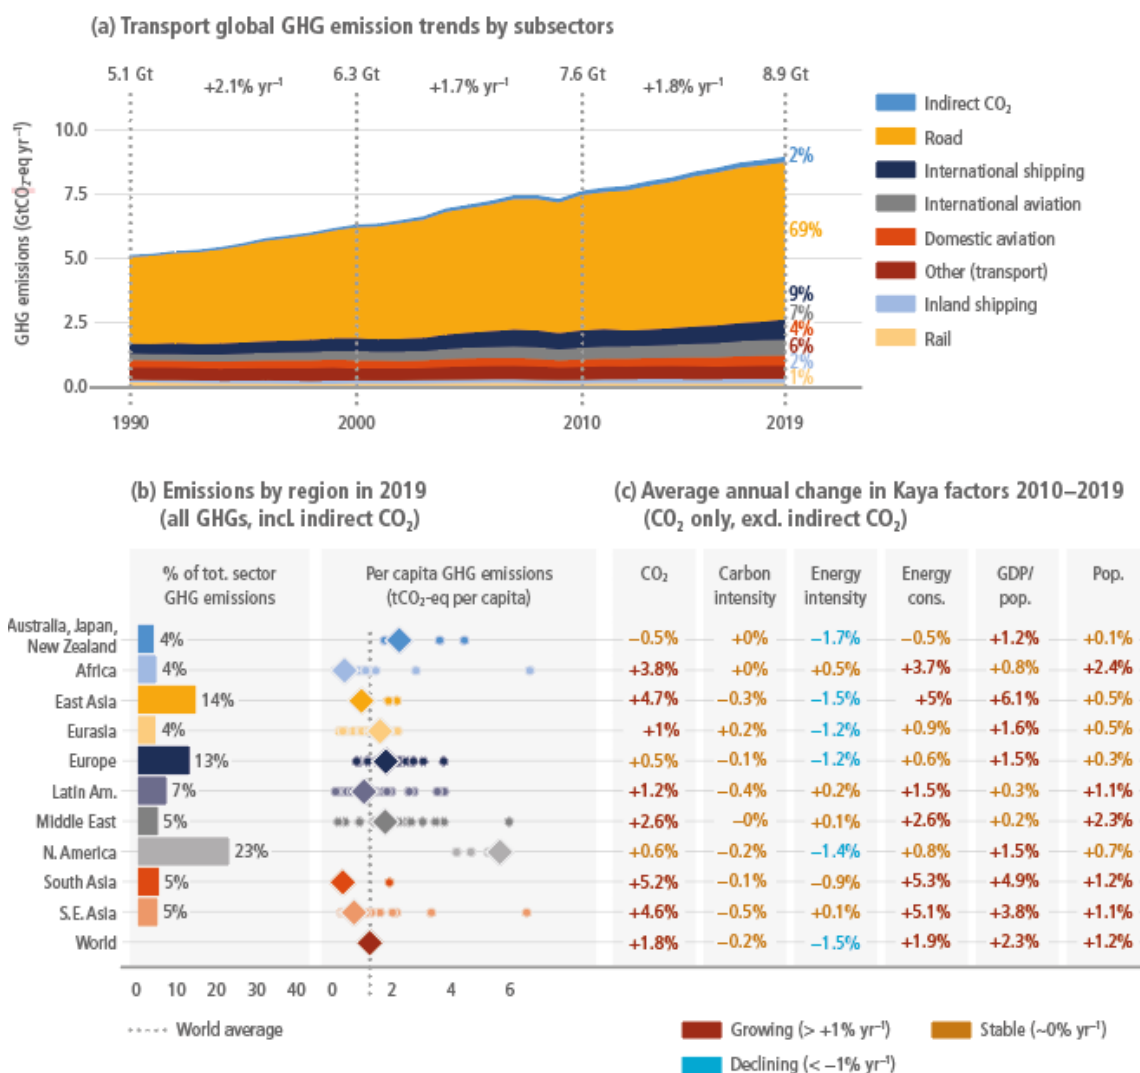 (a) Transport global GHG emission trends by subsectors
5.1 Gt +2.1% yr⁻¹ 6.3 Gt +1.7% yr⁻¹ 7.6 Gt +1.8% yr⁻¹ 8.9 Gt
GHG emissions (GtCO₂-eq yr⁻¹)
10.0
7.5
5.0
2.5
0.0
1990 2000 2010 2019
2%
69%
9%
7%
4%
6%
2%
1%
Indirect CO₂
Road
International shipping
International aviation
Domestic aviation
Other (transport)
Inland shipping
Rail
(b) Emissions by region in 2019
(all GHGs, incl. indirect CO₂)
(c) Average annual change in Kaya factors 2010–2019
(CO₂ only, excl. indirect CO₂)
% of tot. sector
GHG emissions
Per capita GHG emissions
(tCO₂-eq per capita)
CO₂
Carbon
intensity
Energy
intensity
Energy
cons.
GDP/
pop.
Pop.
Australia, Japan,
New Zealand 4% −0.5% +0% −1.7% −0.5% +1.2% +0.1%
Africa 4% +3.8% +0% +0.5% +3.7% +0.8% +2.4%
East Asia 14% +4.7% −0.3% −1.5% +5% +6.1% +0.5%
Eurasia 4% +1% +0.2% −1.2% +0.9% +1.6% +0.5%
Europe 13% +0.5% −0.1% −1.2% +0.6% +1.5% +0.3%
Latin Am. 7% +1.2% −0.4% +0.2% +1.5% +0.3% +1.1%
Middle East 5% +2.6% −0% +0.1% +2.6% +0.2% +2.3%
N. America 23% +0.6% −0.2% −1.4% +0.8% +1.5% +0.7%
South Asia 5% +5.2% −0.1% −0.9% +5.3% +4.9% +1.2%
S.E. Asia 5% +4.6% −0.5% +0.1% +5.1% +3.8% +1.1%
World +1.8% −0.2% −1.5% +1.9% +2.3% +1.2%
0 10 20 30 40 0 2 4 6
World average
Growing (> +1% yr⁻¹) Stable (~0% yr⁻¹)
Declining (< −1% yr⁻¹)